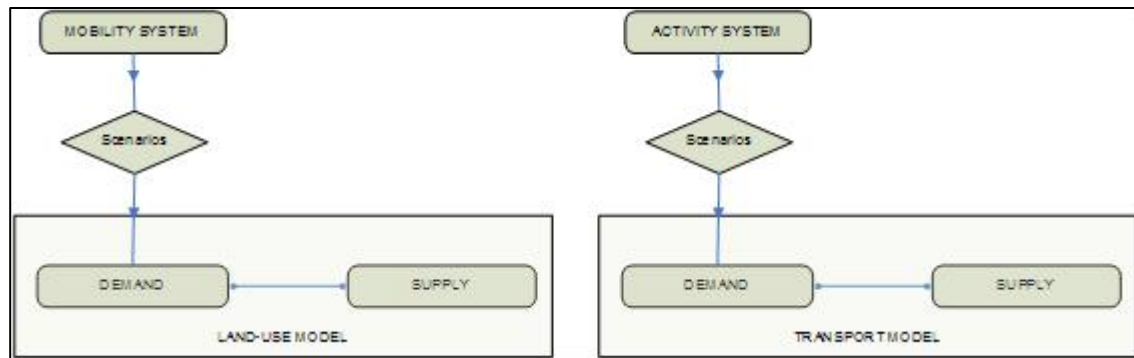 MOBILITY SYSTEM
Scenarios
DEMAND
SUPPLY
LAND-USE MODEL
ACTIVITY SYSTEM
Scenarios
DEMAND
SUPPLY
TRANSPORT MODEL